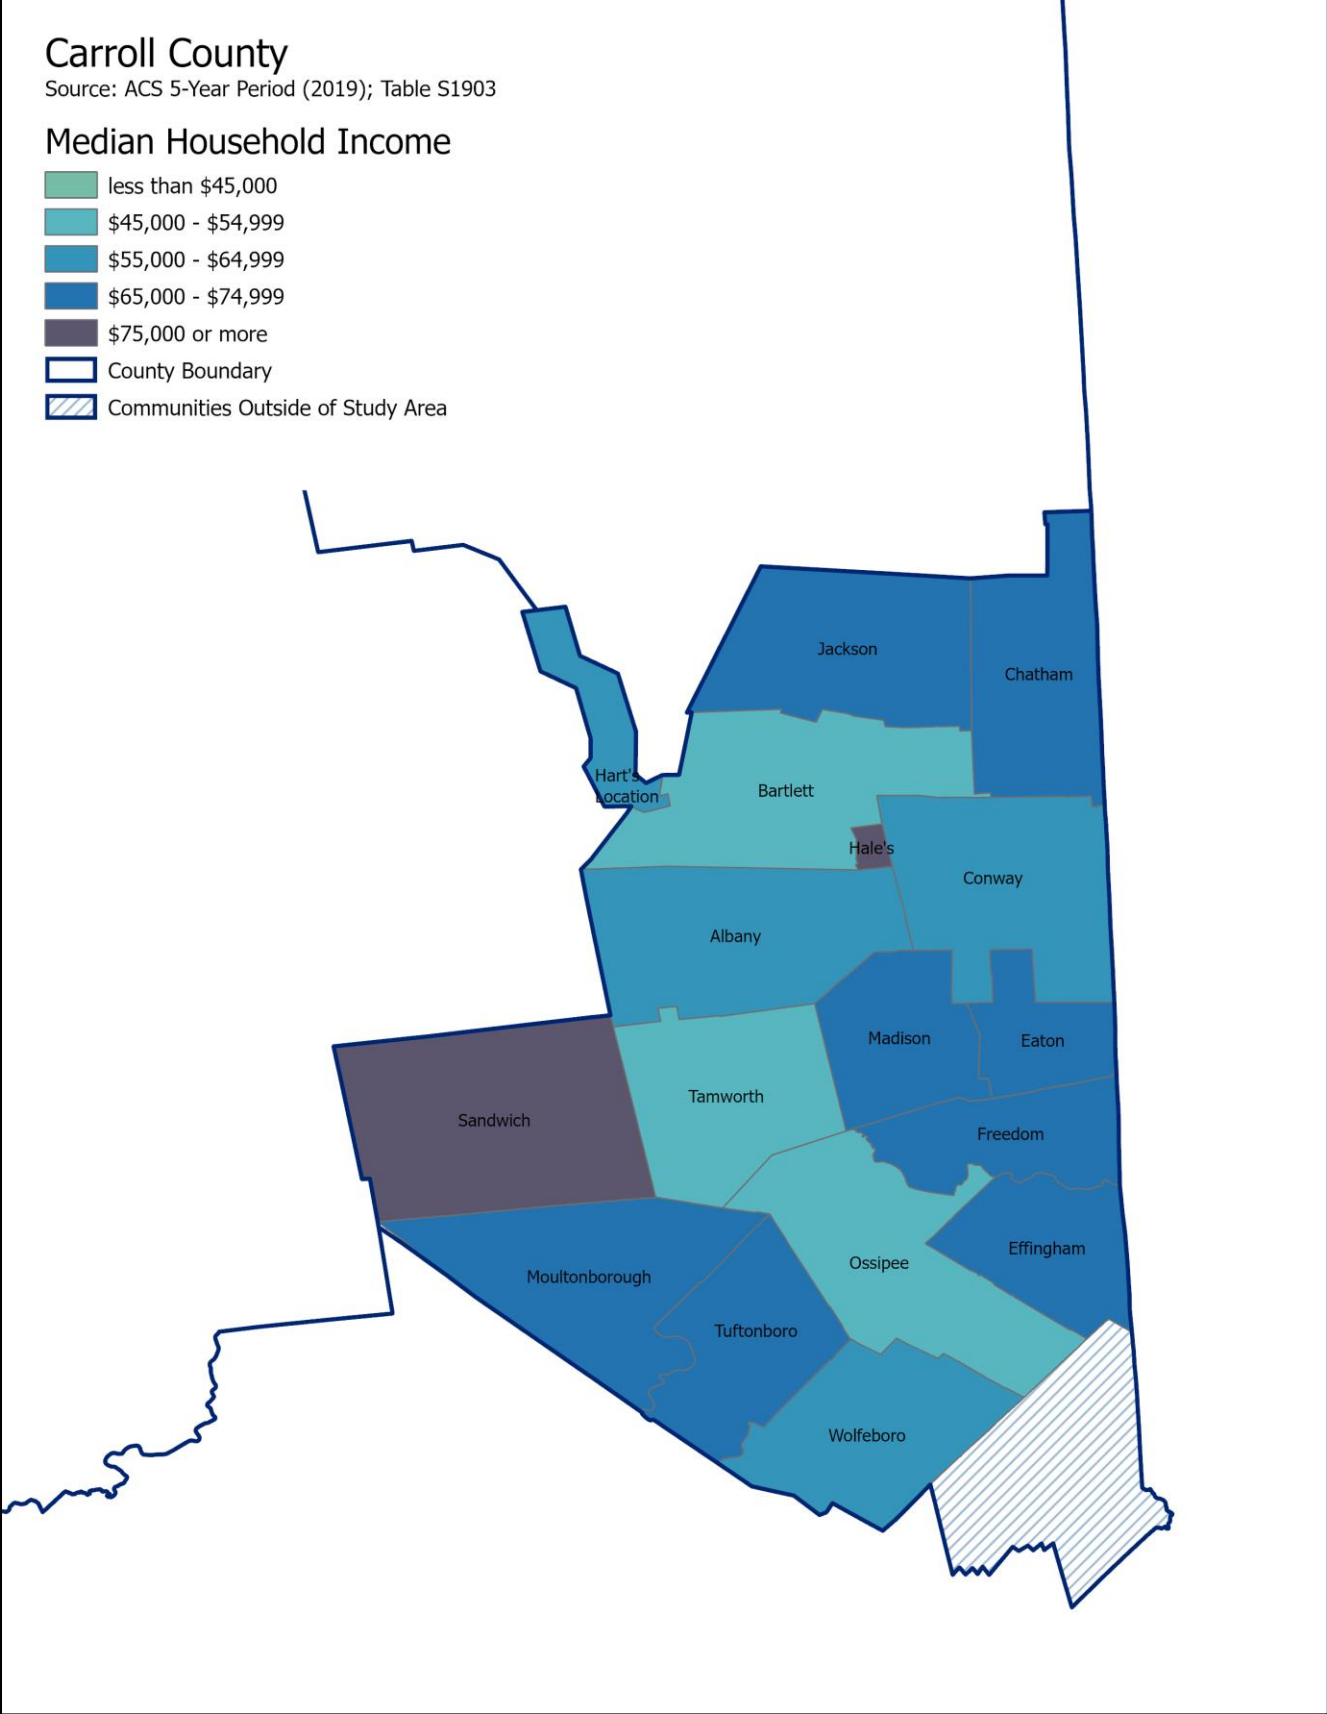 Carroll County
Source: ACS 5-Year Period (2019); Table S1903
Median Household Income
less than $45,000
$45,000 - $54,999
$55,000 - $64,999
$65,000 - $74,999
$75,000 or more
County Boundary
Communities Outside of Study Area
Jackson
Chatham
Hart's
Location
Bartlett
Hale's
Conway
Albany
Madison
Eaton
Tamworth
Sandwich
Freedom
Effingham
Ossipee
Moultonborough
Tuftonboro
Wolfeboro